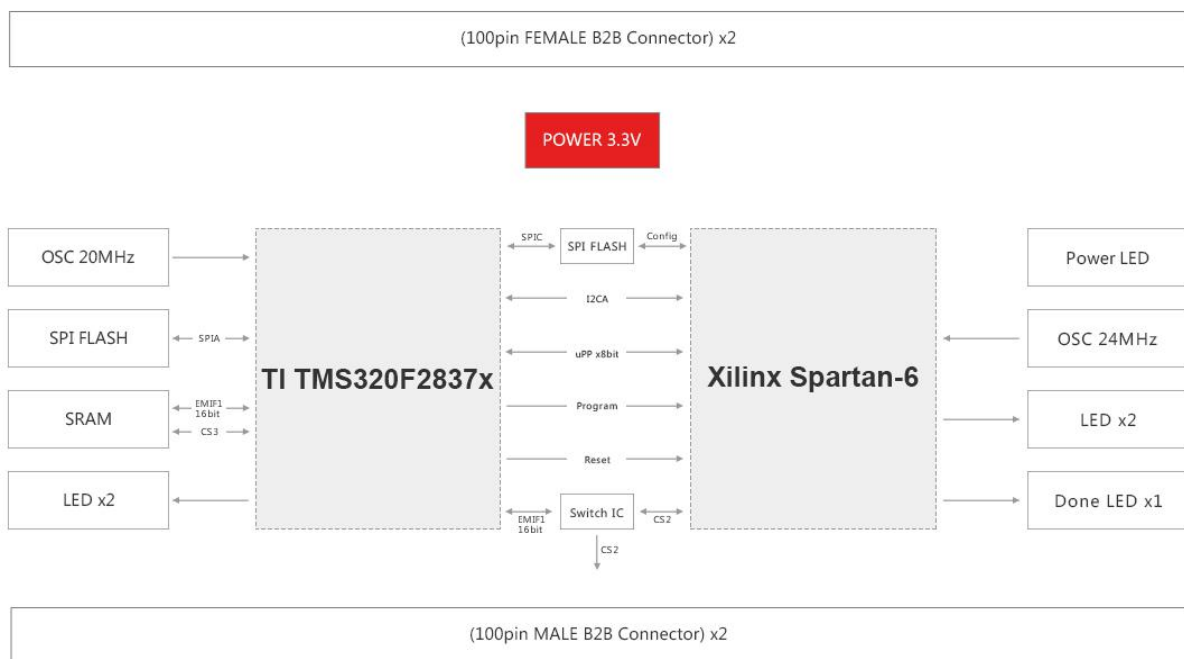 (100pin FEMALE B2B Connector) x2
POWER 3.3V
OSC 20MHz
SPI FLASH
SPIA
SRAM
EMIF1
16bit
CS3
LED x2
TI TMS320F2837x
SPIC
SPI FLASH
Config
I2CA
uPP x8bit
Program
Reset
EMIF1
16bit
Switch IC
CS2
CS2
Xilinx Spartan-6
Power LED
OSC 24MHz
LED x2
Done LED x1
(100pin MALE B2B Connector) x2